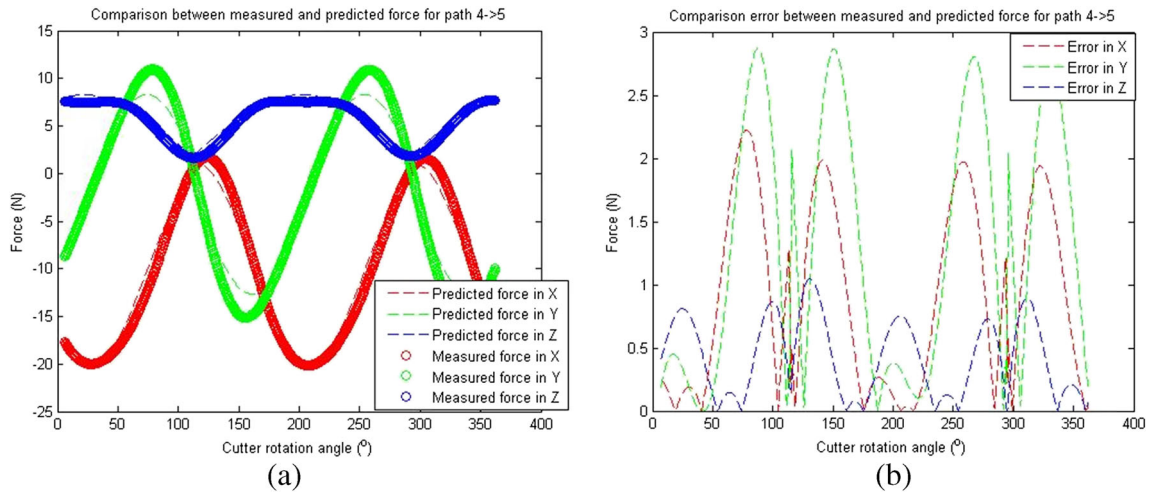 Comparison between measured and predicted force for path 4->5
15
10
5
0
-5
-10
-15
-20
-25
Force (N)
0 50 100 150 200 250 300 350 400
Cutter rotation angle (º)
Predicted force in X
Predicted force in Y
Predicted force in Z
Measured force in X
Measured force in Y
Measured force in Z
(a)
Comparison error between measured and predicted force for path 4->5
3
2.5
2
1.5
1
0.5
0
Force (N)
0 50 100 150 200 250 300 350 400
Cutter rotation angle (º)
Error in X
Error in Y
Error in Z
(b)